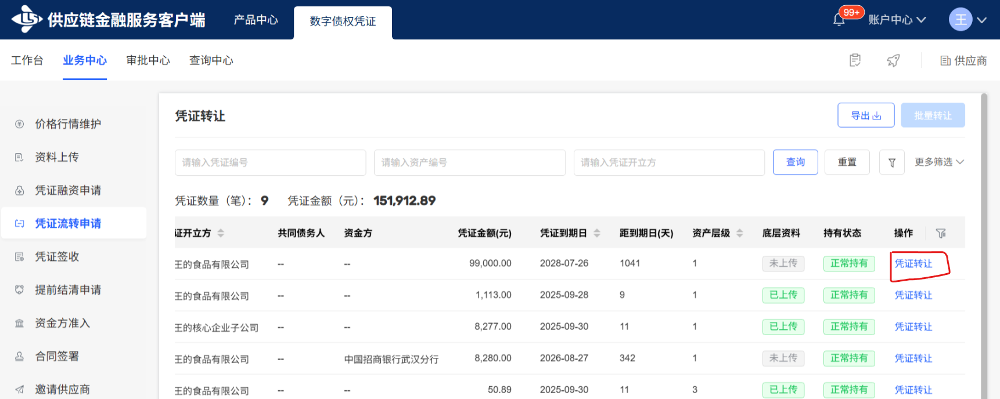 供应链金融服务客户端 产品中心 数字债权凭证 99+ 账户中心 王
工作台 业务中心 审批中心 查询中心 供应商
价格行情维护
资料上传
凭证融资申请
凭证流转申请
凭证签收
提前结清申请
资金方准入
合同签署
邀请供应商
凭证转让 导出 批量转让
请输入凭证编号 请输入资产编号 请输入凭证开立方 查询 重置 更多筛选
凭证数量（笔）： 9 凭证金额（元）： 151,912.89
证开立方 共同债务人 资金方 凭证金额(元) 凭证到期日 距到期日(天) 资产层级 底层资料 持有状态 操作
王的食品有限公司 -- -- 99,000.00 2028-07-26 1041 1 未上传 正常持有 凭证转让
王的食品有限公司 -- -- 1,113.00 2025-09-28 9 1 已上传 正常持有 凭证转让
王的核心企业子公司 -- -- 8,277.00 2025-09-30 11 1 已上传 正常持有 凭证转让
王的食品有限公司 -- 中国招商银行武汉分行 8,280.00 2026-08-27 342 1 未上传 正常持有 凭证转让
王的食品有限公司 -- -- 50.89 2025-09-30 11 3 已上传 正常持有 凭证转让